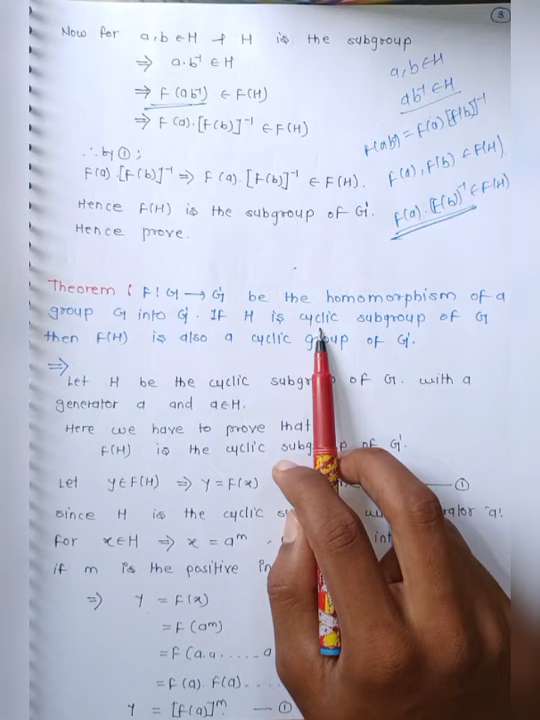 3
Now for a, b ∈ H & H is the subgroup
⇒ a.b⁻¹ ∈ H
⇒ F(ab⁻¹) ∈ F(H)
⇒ F(a).[F(b)]⁻¹ ∈ F(H)
∴ by ① :
F(a).[F(b)]⁻¹ ⇒ F(a).[F(b)]⁻¹ ∈ F(H).
Hence F(H) is the subgroup of G'.
Hence prove.
a, b ∈ H
ab⁻¹ ∈ H
F(ab¹) = F(a)[F(b)]⁻¹
F(a), F(b) ∈ F(H).
F(a).[F(b)]⁻¹ ∈ F(H)
Theorem : F: G → G' be the homomorphism of a
group G into G'. If H is cyclic subgroup of G
then F(H) is also a cyclic group of G'.
⇒
Let H be the cyclic subgr of G. with a
generator a and a∈H.
Here we have to prove that
F(H) is the cyclic subg p of G'.
Let y∈F(H) ⇒ y = F(x) — ①
since H is the cyclic s rator 'a'.
For x∈H ⇒ x = aᵐ int
if m is the positive in
⇒ Y = F(x)
= F(aᵐ)
= F(a.a.....a
= F(a). F(a)....
Y = [F(a)]ᵐ — ①